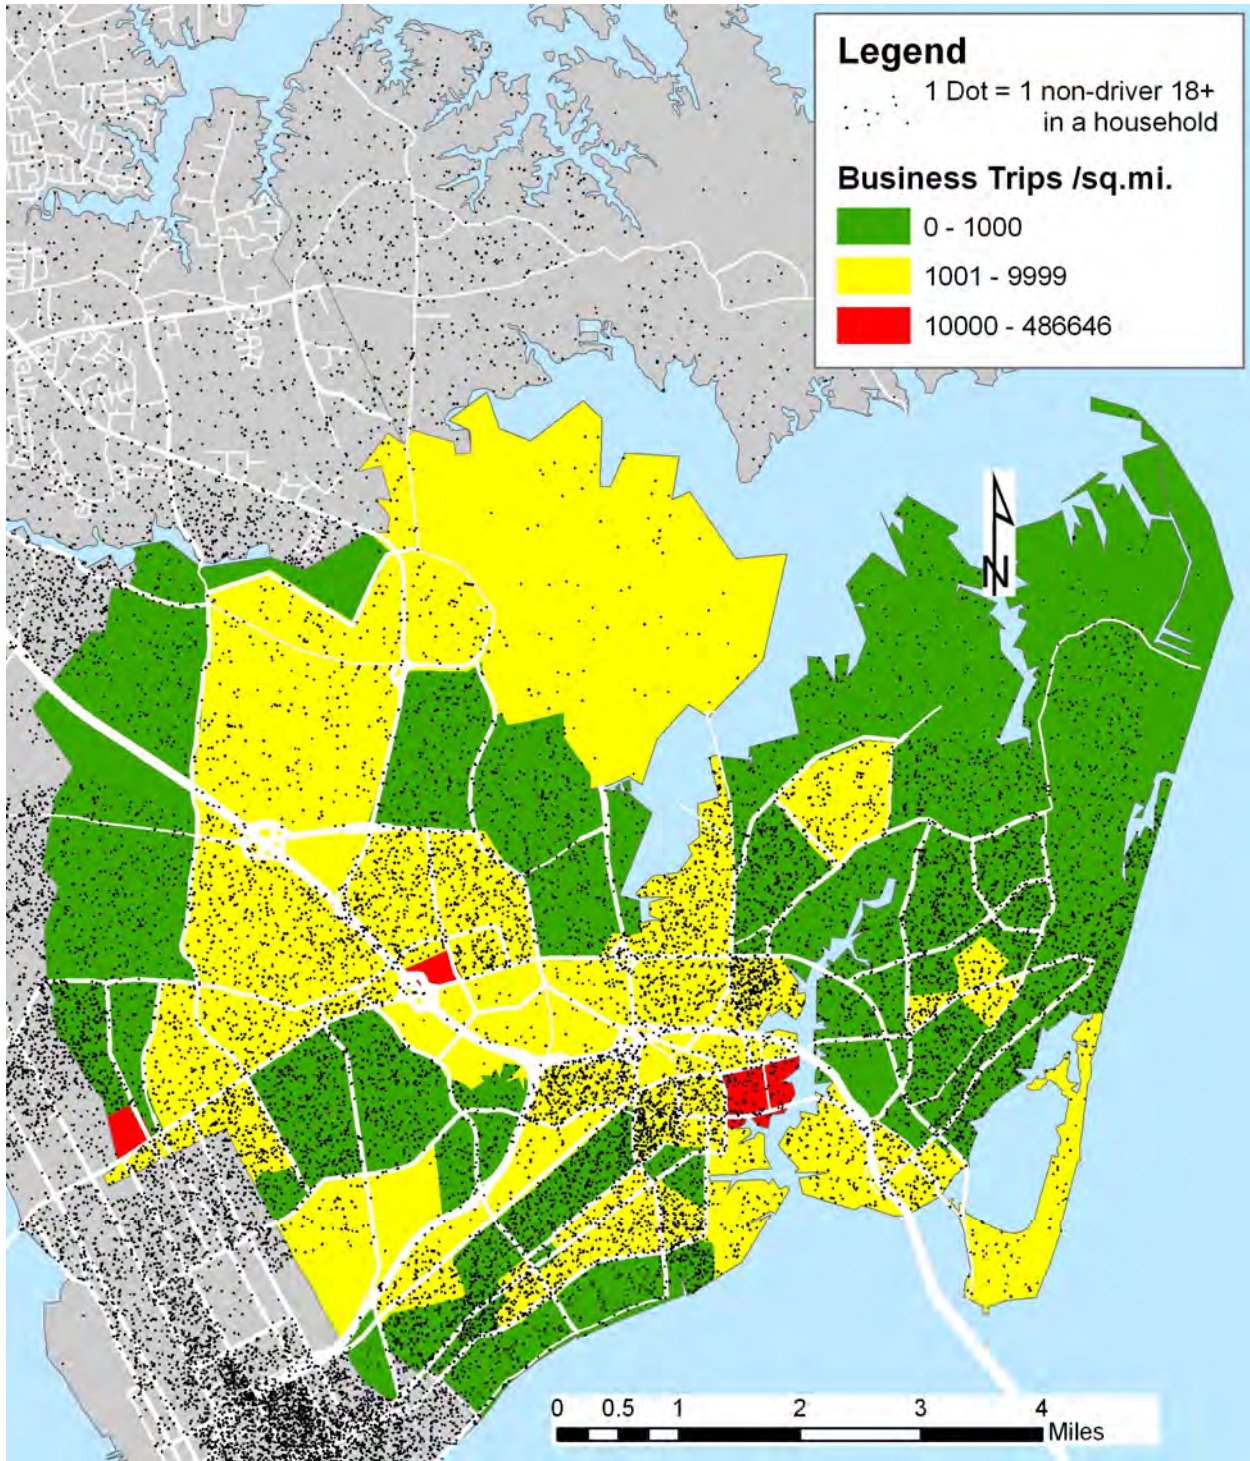 Legend
1 Dot = 1 non-driver 18+
in a household
Business Trips /sq.mi.
0 - 1000
1001 - 9999
10000 - 486646
N
0 0.5 1 2 3 4
Miles